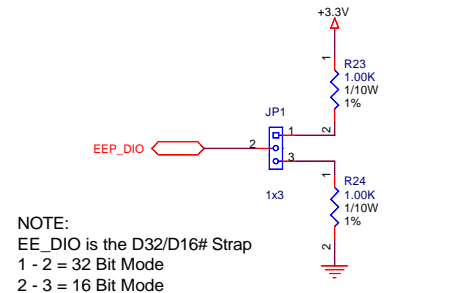 +3.3V
1
R23
1.00K
1/10W
1%
2
JP1
1
EEP_DIO
2
3
1x3
1
R24
1.00K
1/10W
1%
2
NOTE:
EE_DIO is the D32/D16# Strap
1 - 2 = 32 Bit Mode
2 - 3 = 16 Bit Mode